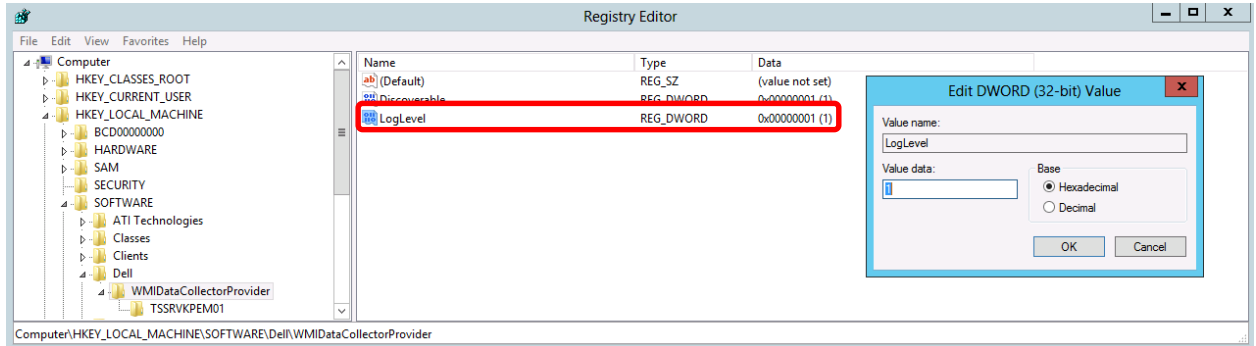 Registry Editor
File Edit View Favorites Help
Computer
HKEY_CLASSES_ROOT
HKEY_CURRENT_USER
HKEY_LOCAL_MACHINE
BCD00000000
HARDWARE
SAM
SECURITY
SOFTWARE
ATI Technologies
Classes
Clients
Dell
WMIDataCollectorProvider
TSSRVKPEM01
Name Type Data
ab (Default) REG_SZ (value not set)
Discoverable REG_DWORD 0x00000001 (1)
LogLevel REG_DWORD 0x00000001 (1)
Edit DWORD (32-bit) Value
Value name:
LogLevel
Value data: Base
1 Hexadecimal
Decimal
OK Cancel
Computer\HKEY_LOCAL_MACHINE\SOFTWARE\Dell\WMIDataCollectorProvider